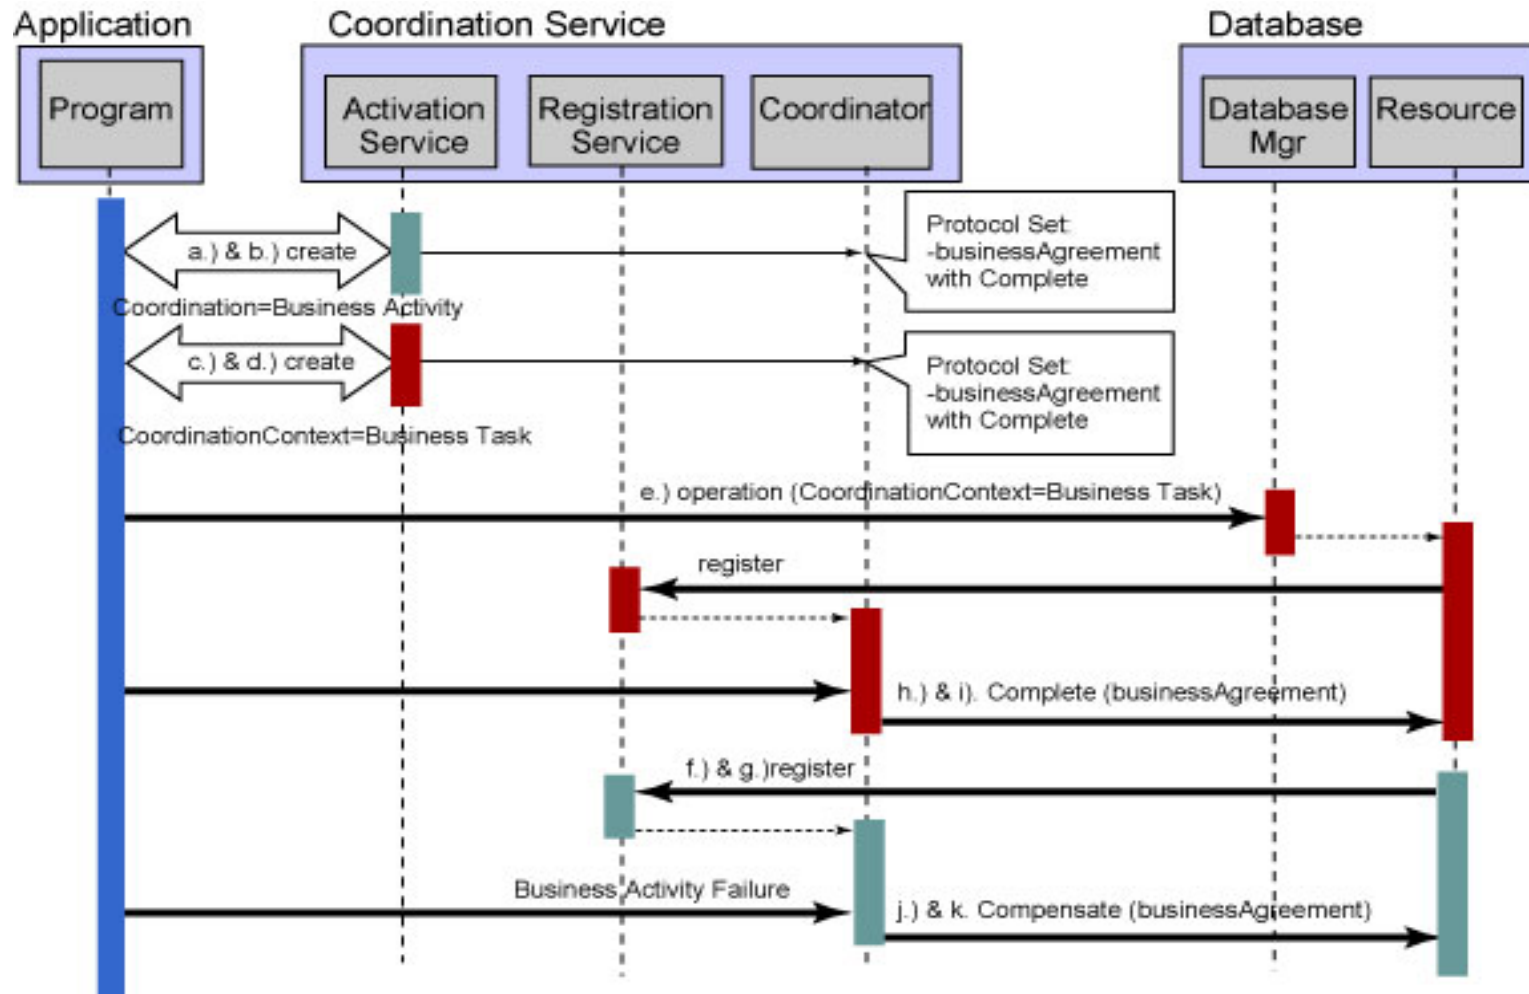 Application
Coordination Service
Database
Program
Activation
Service
Registration
Service
Coordinator
Database
Mgr
Resource
a.) & b.) create
Protocol Set:
-businessAgreement
with Complete
Coordination=Business Activity
c.) & d.) create
Protocol Set:
-businessAgreement
with Complete
CoordinationContext=Business Task
e.) operation (CoordinationContext=Business Task)
register
h.) & i). Complete (businessAgreement)
f.) & g.)register
Business Activity Failure
j.) & k. Compensate (businessAgreement)